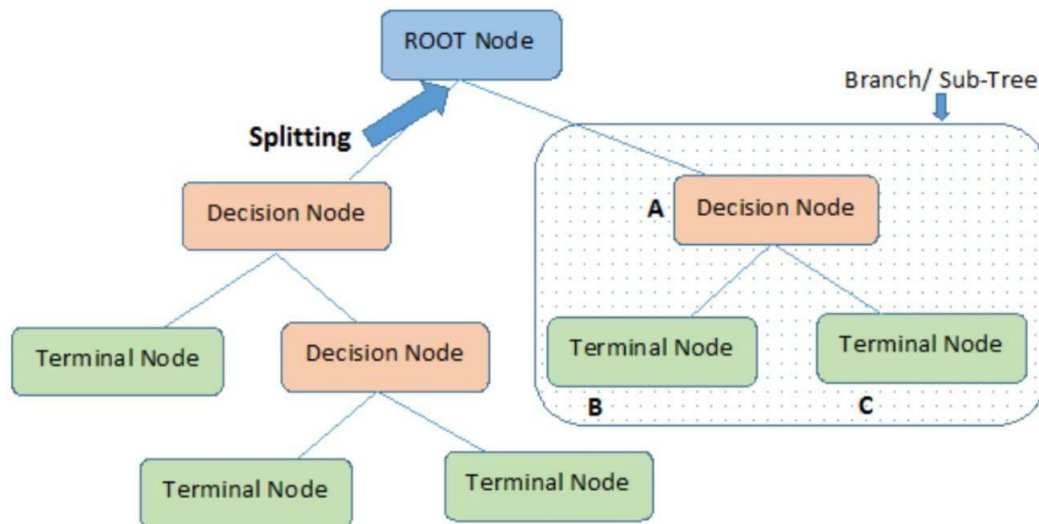 ROOT Node
Branch/ Sub-Tree
Splitting
Decision Node
A
Decision Node
Terminal Node
Decision Node
Terminal Node
Terminal Node
B
C
Terminal Node
Terminal Node